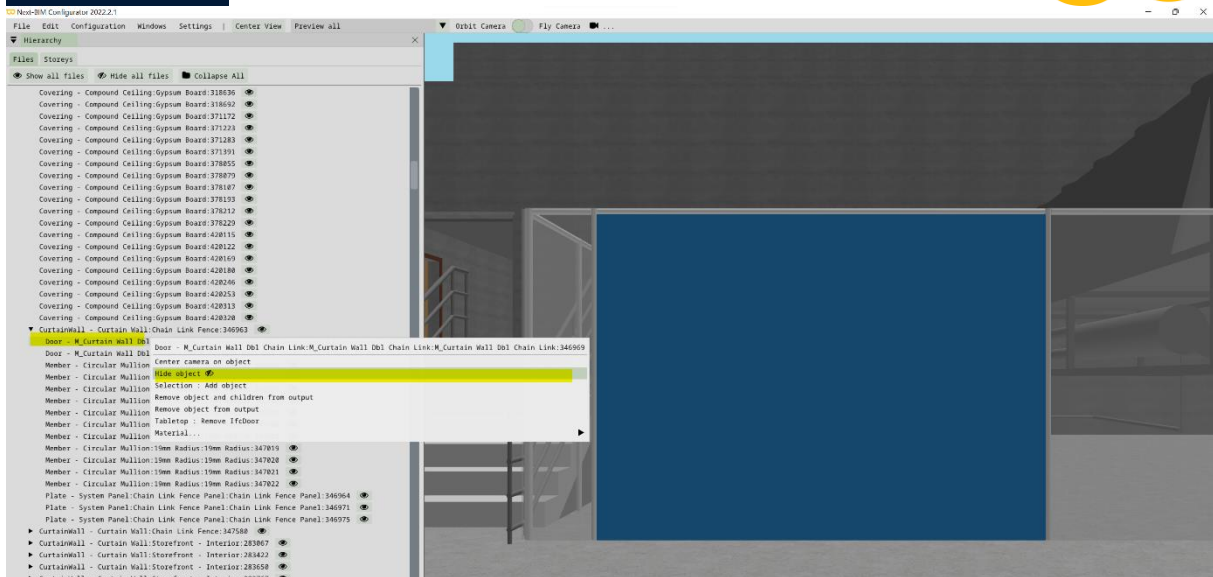 Next-BIM Configurator 2022.2.1
File Edit Configuration Windows Settings | Center View Preview all
Orbit Camera Fly Camera ...
Hierarchy
Files Storeys
Show all files Hide all files Collapse All
Covering - Compound Ceiling:Gypsum Board:318636
Covering - Compound Ceiling:Gypsum Board:318692
Covering - Compound Ceiling:Gypsum Board:371172
Covering - Compound Ceiling:Gypsum Board:371223
Covering - Compound Ceiling:Gypsum Board:371283
Covering - Compound Ceiling:Gypsum Board:371391
Covering - Compound Ceiling:Gypsum Board:378055
Covering - Compound Ceiling:Gypsum Board:378079
Covering - Compound Ceiling:Gypsum Board:378107
Covering - Compound Ceiling:Gypsum Board:378193
Covering - Compound Ceiling:Gypsum Board:378212
Covering - Compound Ceiling:Gypsum Board:378229
Covering - Compound Ceiling:Gypsum Board:420115
Covering - Compound Ceiling:Gypsum Board:420122
Covering - Compound Ceiling:Gypsum Board:420169
Covering - Compound Ceiling:Gypsum Board:420180
Covering - Compound Ceiling:Gypsum Board:420246
Covering - Compound Ceiling:Gypsum Board:420253
Covering - Compound Ceiling:Gypsum Board:420313
Covering - Compound Ceiling:Gypsum Board:420320
CurtainWall - Curtain Wall:Chain Link Fence:346963
Door - M_Curtain Wall Dbl
Door - M_Curtain Wall Dbl Chain Link:M_Curtain Wall Dbl Chain Link:M_Curtain Wall Dbl Chain Link:346969
Door - M_Curtain Wall Dbl
Center camera on object
Member - Circular Mullion
Hide object
Member - Circular Mullion
Selection : Add object
Member - Circular Mullion
Remove object and children from output
Member - Circular Mullion
Remove object from output
Member - Circular Mullion
Tabletop : Remove IfcDoor
Member - Circular Mullion
Material...
Member - Circular Mullion
Member - Circular Mullion:19mm Radius:19mm Radius:347019
Member - Circular Mullion:19mm Radius:19mm Radius:347020
Member - Circular Mullion:19mm Radius:19mm Radius:347021
Member - Circular Mullion:19mm Radius:19mm Radius:347022
Plate - System Panel:Chain Link Fence Panel:Chain Link Fence Panel:346964
Plate - System Panel:Chain Link Fence Panel:Chain Link Fence Panel:346971
Plate - System Panel:Chain Link Fence Panel:Chain Link Fence Panel:346975
CurtainWall - Curtain Wall:Chain Link Fence:347580
CurtainWall - Curtain Wall:Storefront - Interior:283067
CurtainWall - Curtain Wall:Storefront - Interior:283422
CurtainWall - Curtain Wall:Storefront - Interior:283650